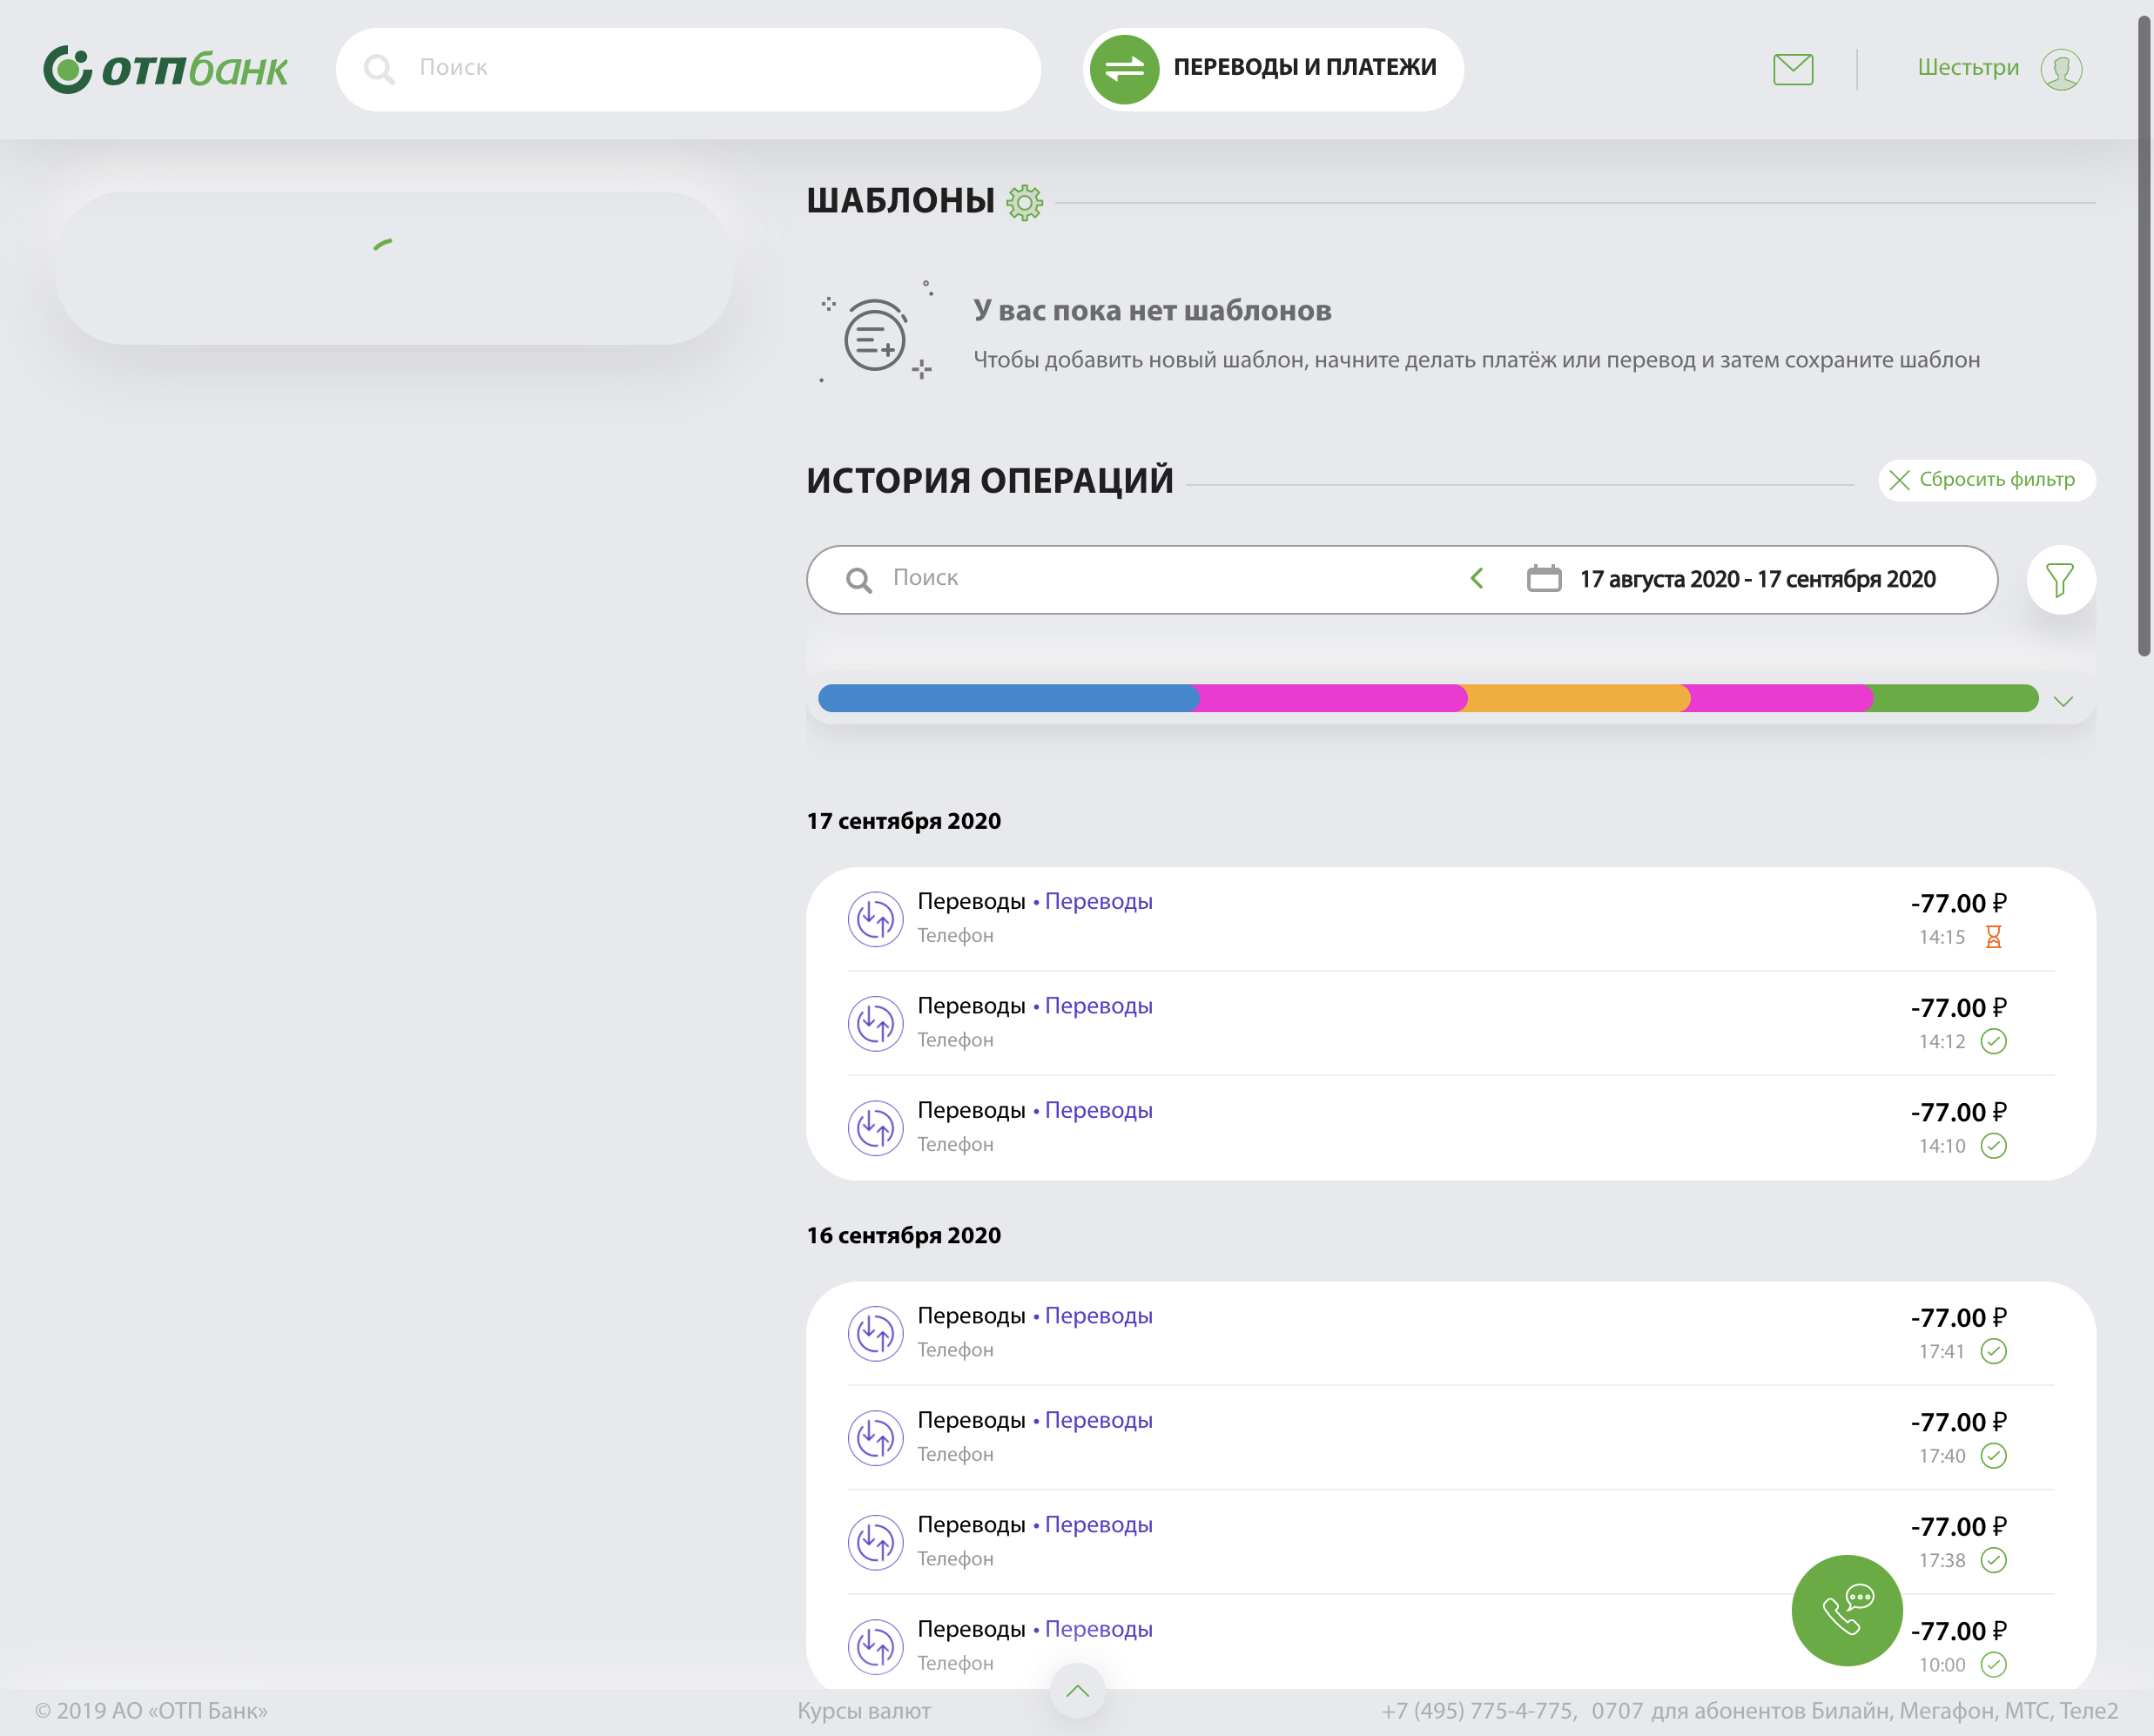 ОТПбанк
Поиск
ПЕРЕВОДЫ И ПЛАТЕЖИ
Шестьтри
ШАБЛОНЫ
У вас пока нет шаблонов
Чтобы добавить новый шаблон, начните делать платёж или перевод и затем сохраните шаблон
ИСТОРИЯ ОПЕРАЦИЙ
Сбросить фильтр
Поиск
17 августа 2020 - 17 сентября 2020
17 сентября 2020
Переводы • Переводы
-77.00 ₽
Телефон
14:15
Переводы • Переводы
-77.00 ₽
Телефон
14:12
Переводы • Переводы
-77.00 ₽
Телефон
14:10
16 сентября 2020
Переводы • Переводы
-77.00 ₽
Телефон
17:41
Переводы • Переводы
-77.00 ₽
Телефон
17:40
Переводы • Переводы
-77.00 ₽
Телефон
17:38
Переводы • Переводы
-77.00 ₽
Телефон
10:00
© 2019 АО «ОТП Банк»
Курсы валют
+7 (495) 775-4-775, 0707 для абонентов Билайн, Мегафон, МТС, Теле2